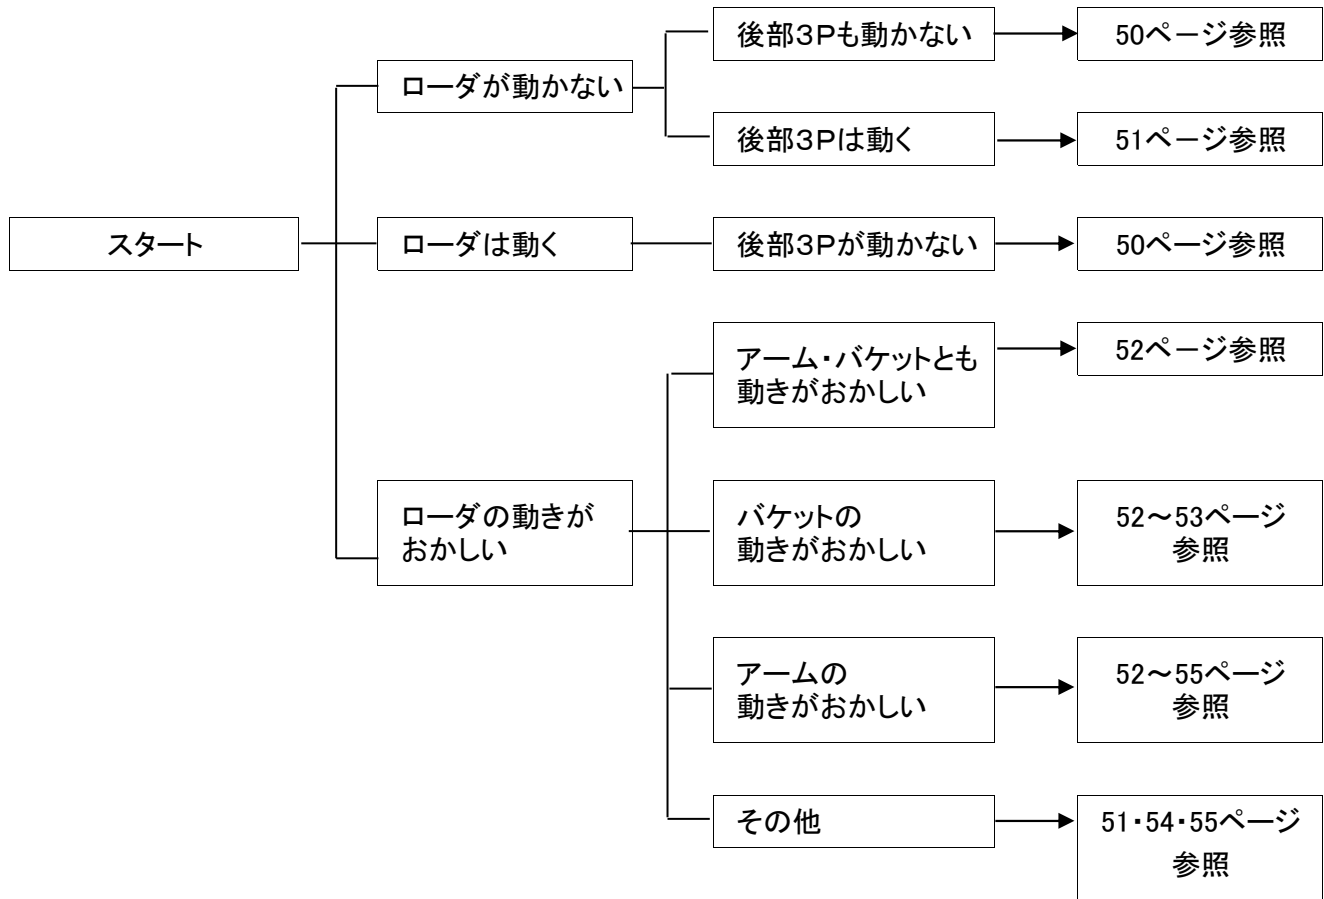 スタート
ローダが動かない
後部3Pも動かない
50ページ参照
後部3Pは動く
51ページ参照
ローダは動く
後部3Pが動かない
50ページ参照
ローダの動きが
おかしい
アーム・バケットとも
動きがおかしい
52ページ参照
バケットの
動きがおかしい
52～53ページ
参照
アームの
動きがおかしい
52～55ページ
参照
その他
51・54・55ページ
参照